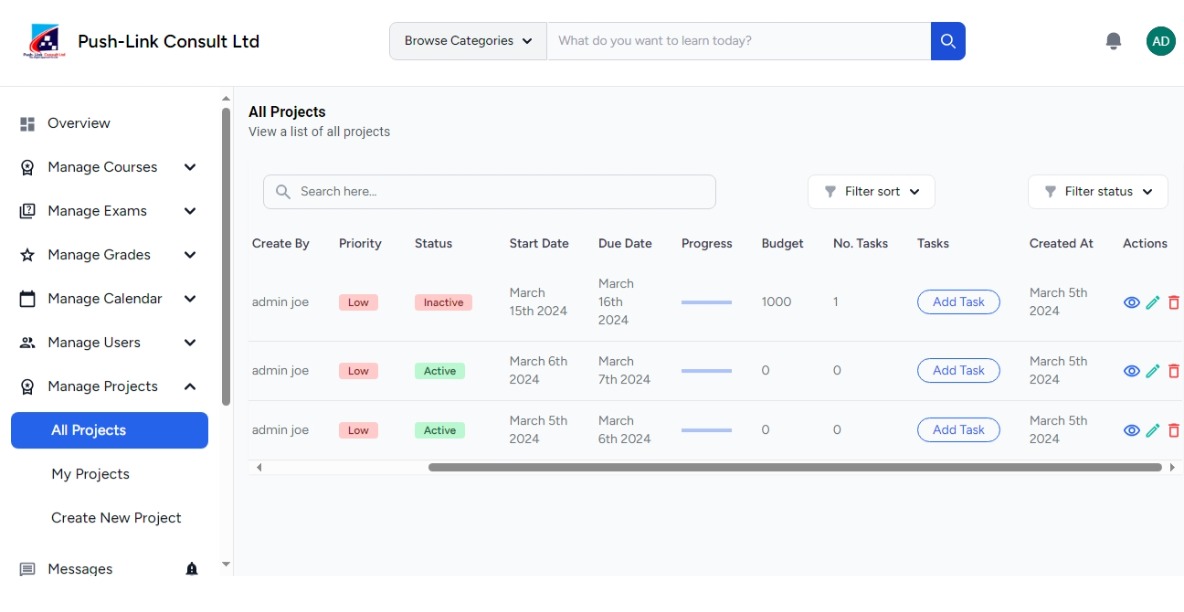 Push-Link Consult Ltd
Browse Categories
What do you want to learn today?
AD
Overview
Manage Courses
Manage Exams
Manage Grades
Manage Calendar
Manage Users
Manage Projects
All Projects
My Projects
Create New Project
Messages
All Projects
View a list of all projects
Search here...
Filter sort
Filter status
Create By Priority Status Start Date Due Date Progress Budget No. Tasks Tasks Created At Actions
admin joe Low Inactive March 15th 2024 March 16th 2024 1000 1 Add Task March 5th 2024
admin joe Low Active March 6th 2024 March 7th 2024 0 0 Add Task March 5th 2024
admin joe Low Active March 5th 2024 March 6th 2024 0 0 Add Task March 5th 2024